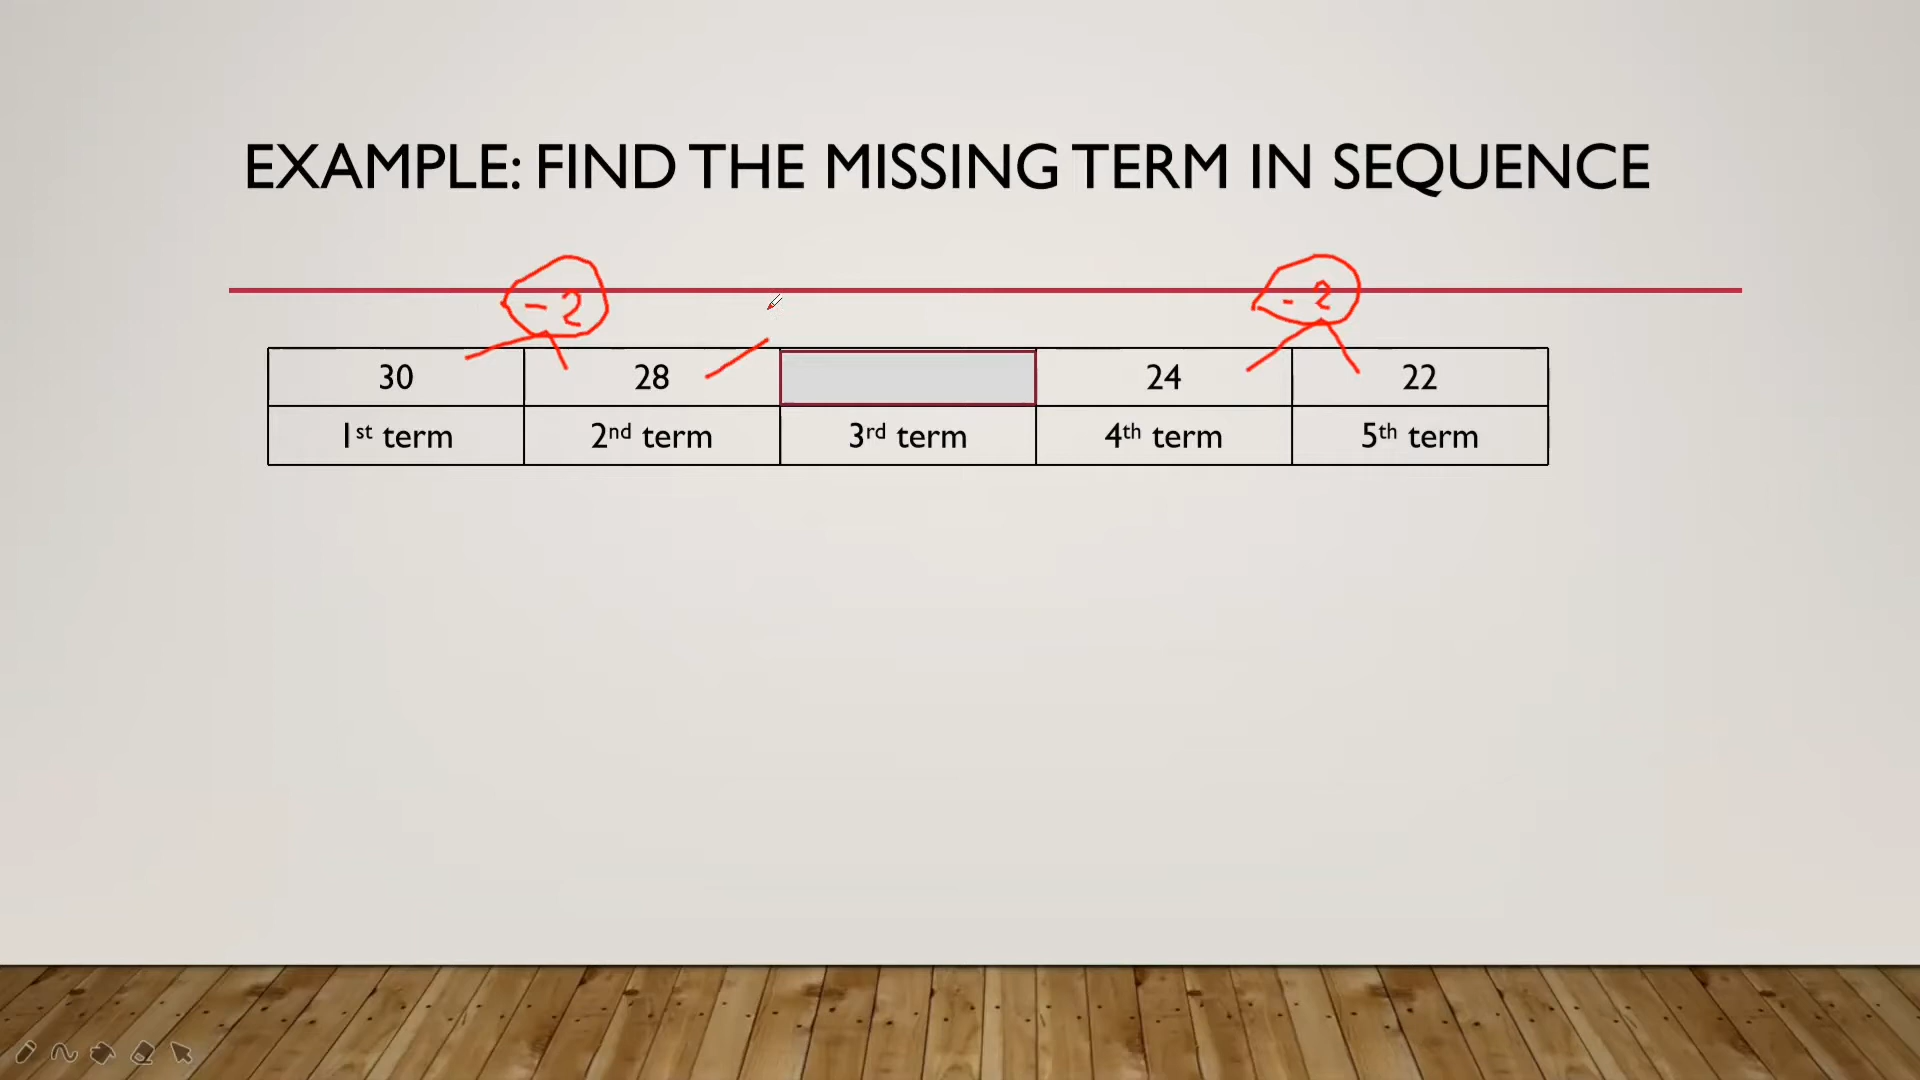 EXAMPLE: FIND THE MISSING TERM IN SEQUENCE
-2 -2
30 28 24 22
1st term 2nd term 3rd term 4th term 5th term